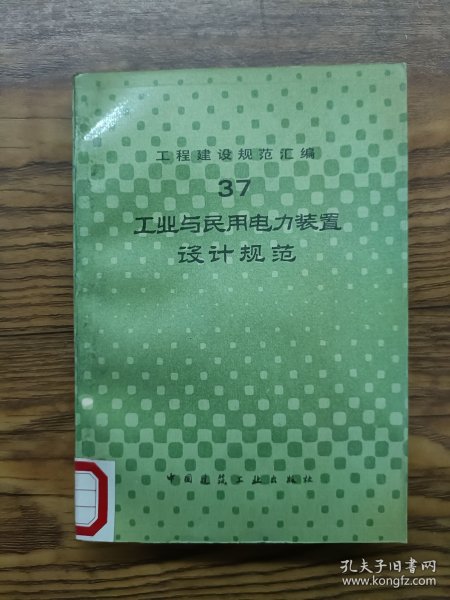 工程建设规范汇编
37
工业与民用电力装置
设计规范
中国建筑工业出版社
孔夫子旧书网
www.kongfz.com